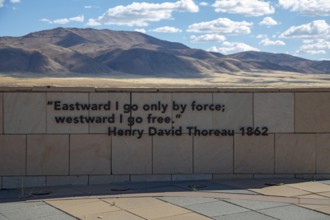 "Eastward I go only by force;
westward I go free."
Henry David Thoreau 1862